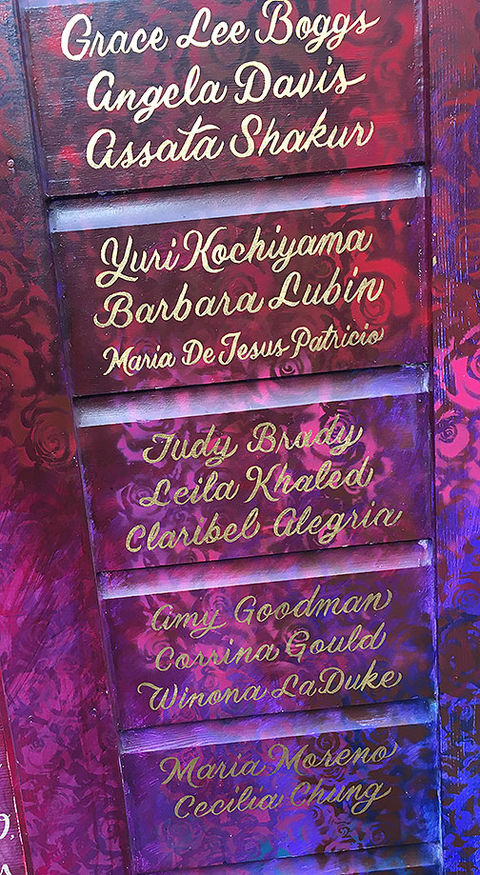 Grace Lee Boggs
Angela Davis
Assata Shakur
Yuri Kochiyama
Barbara Lubin
Maria De Jesus Patricio
Judy Brady
Leila Khaled
Claribel Alegria
Amy Goodman
Corrina Gould
Winona LaDuke
Maria Moreno
Cecilia Chung